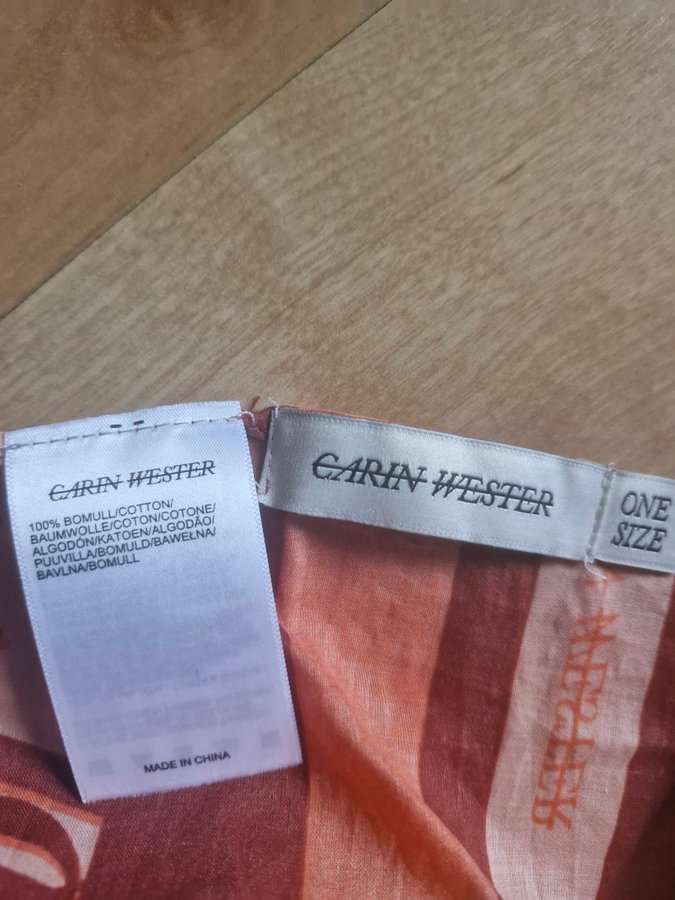 CARIN WESTER
100% BOMULL/COTTON/
BAUMWOLLE/COTON/COTONE/
ALGODÓN/KATOEN/ALGODÃO/
PUUVILLA/BOMULD/BAWEŁNA/
BAVLNA/BOMULL
MADE IN CHINA
CARIN WESTER
ONE
SIZE